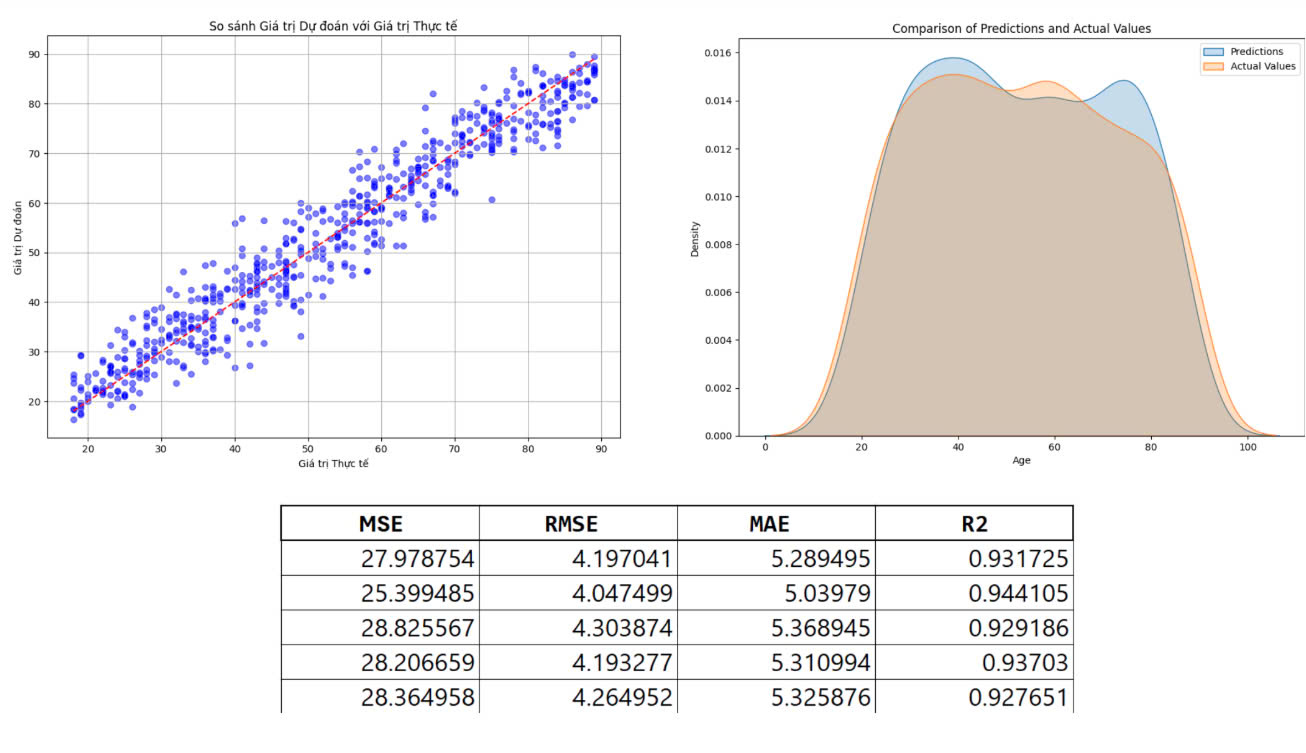 So sánh Giá trị Dự đoán với Giá trị Thực tế
90
80
70
60
50
40
30
20
Giá trị Dự đoán
20 30 40 50 60 70 80 90
Giá trị Thực tế
Comparison of Predictions and Actual Values
Predictions
Actual Values
0.016
0.014
0.012
0.010
0.008
0.006
0.004
0.002
0.000
Density
0 20 40 60 80 100
Age
MSE RMSE MAE R2
27.978754 4.197041 5.289495 0.931725
25.399485 4.047499 5.03979 0.944105
28.825567 4.303874 5.368945 0.929186
28.206659 4.193277 5.310994 0.93703
28.364958 4.264952 5.325876 0.927651